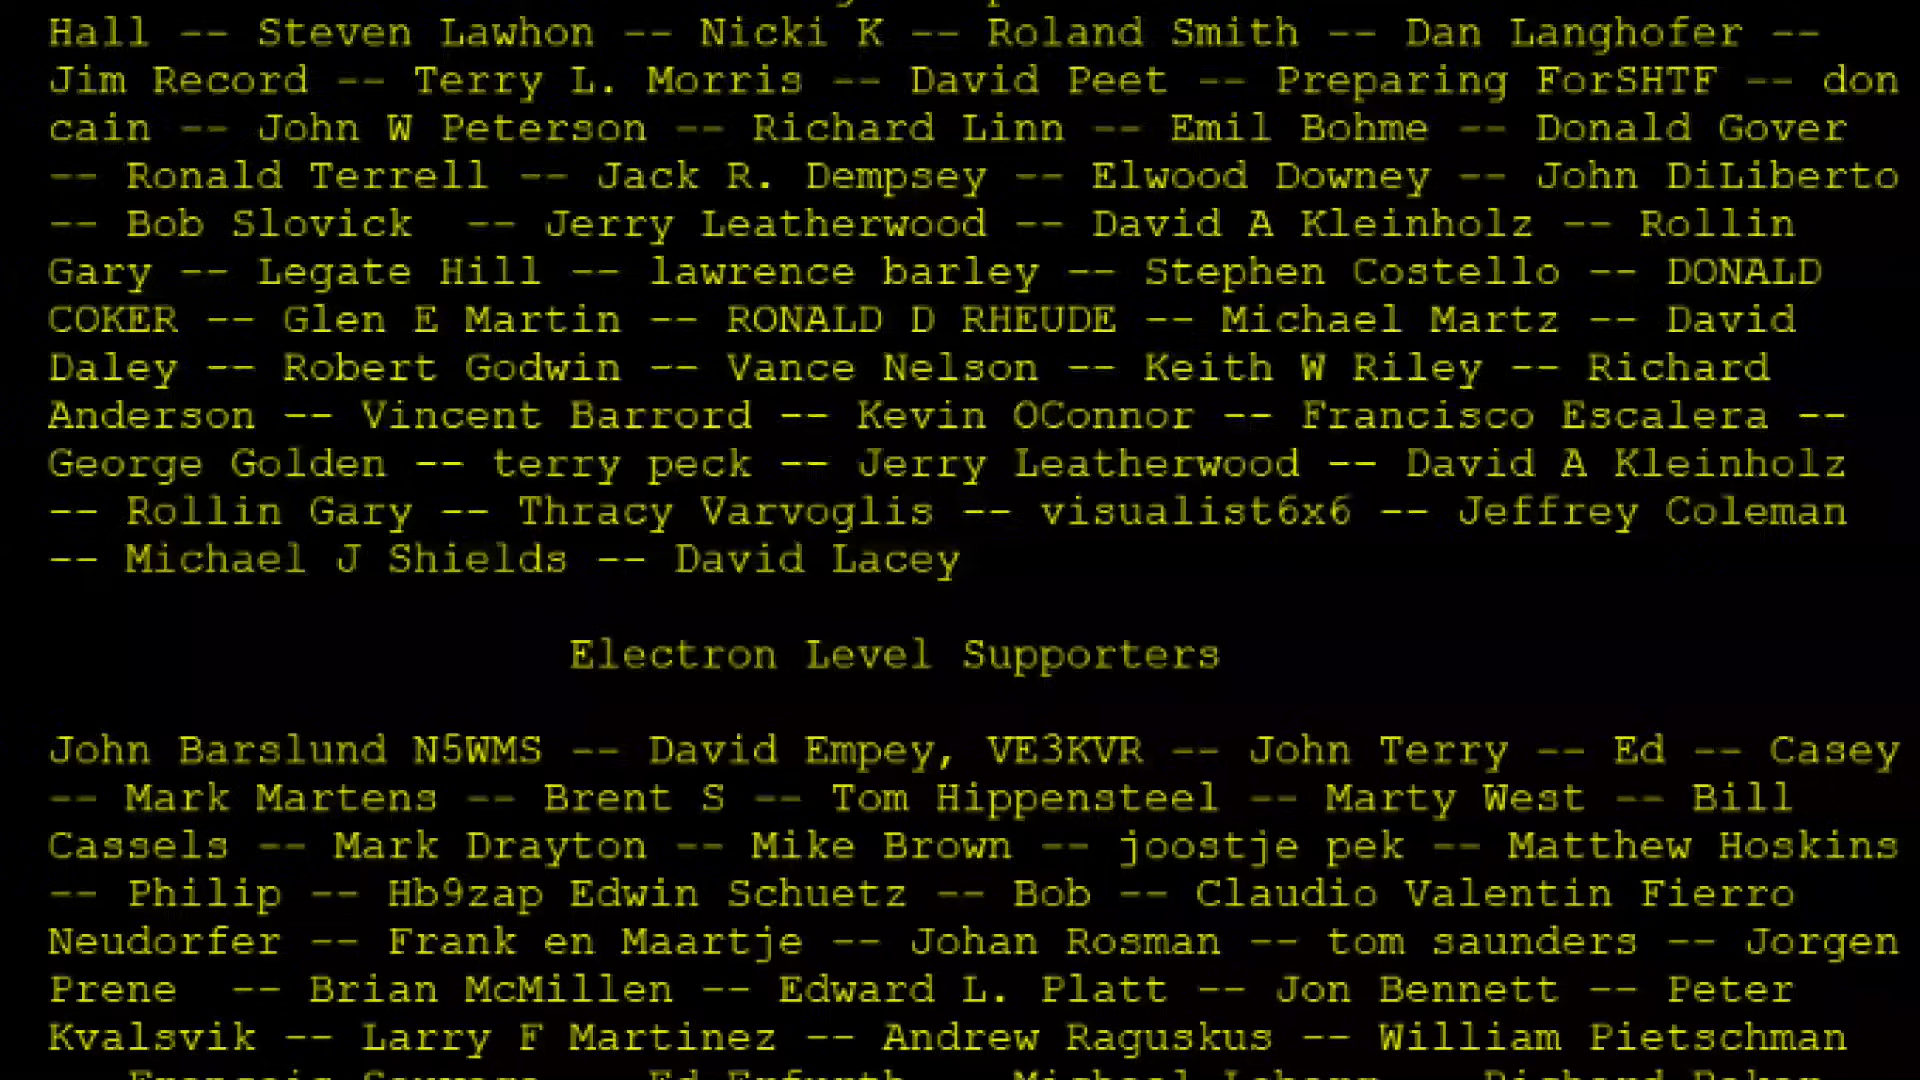 Hall -- Steven Lawhon -- Nicki K -- Roland Smith -- Dan Langhofer --
Jim Record -- Terry L. Morris -- David Peet -- Preparing ForSHTF -- don
cain -- John W Peterson -- Richard Linn -- Emil Bohme -- Donald Gover
-- Ronald Terrell -- Jack R. Dempsey -- Elwood Downey -- John DiLiberto
-- Bob Slovick  -- Jerry Leatherwood -- David A Kleinholz -- Rollin
Gary -- Legate Hill -- lawrence barley -- Stephen Costello -- DONALD
COKER -- Glen E Martin -- RONALD D RHEUDE -- Michael Martz -- David
Daley -- Robert Godwin -- Vance Nelson -- Keith W Riley -- Richard
Anderson -- Vincent Barrord -- Kevin OConnor -- Francisco Escalera --
George Golden -- terry peck -- Jerry Leatherwood -- David A Kleinholz
-- Rollin Gary -- Thracy Varvoglis -- visualist6x6 -- Jeffrey Coleman
-- Michael J Shields -- David Lacey
Electron Level Supporters
John Barslund N5WMS -- David Empey, VE3KVR -- John Terry -- Ed -- Casey
-- Mark Martens -- Brent S -- Tom Hippensteel -- Marty West -- Bill
Cassels -- Mark Drayton -- Mike Brown -- joostje pek -- Matthew Hoskins
-- Philip -- Hb9zap Edwin Schuetz -- Bob -- Claudio Valentin Fierro
Neudorfer -- Frank en Maartje -- Johan Rosman -- tom saunders -- Jorgen
Prene  -- Brian McMillen -- Edward L. Platt -- Jon Bennett -- Peter
Kvalsvik -- Larry F Martinez -- Andrew Raguskus -- William Pietschman